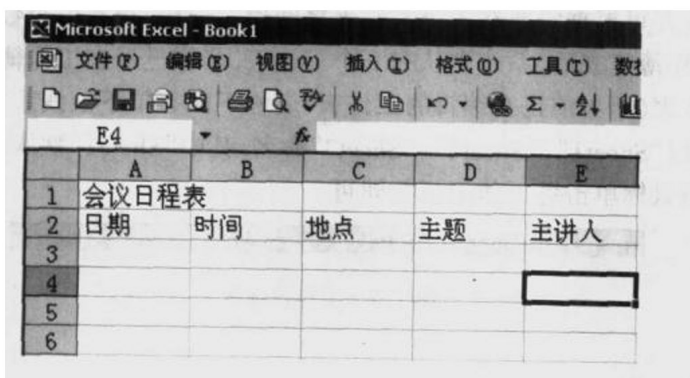 Microsoft Excel - Book1
文件(F) 编辑(E) 视图(V) 插入(I) 格式(O) 工具(T) 数据
E4 fx
A B C D E
1 会议日程表
2 日期 时间 地点 主题 主讲人
3
4
5
6